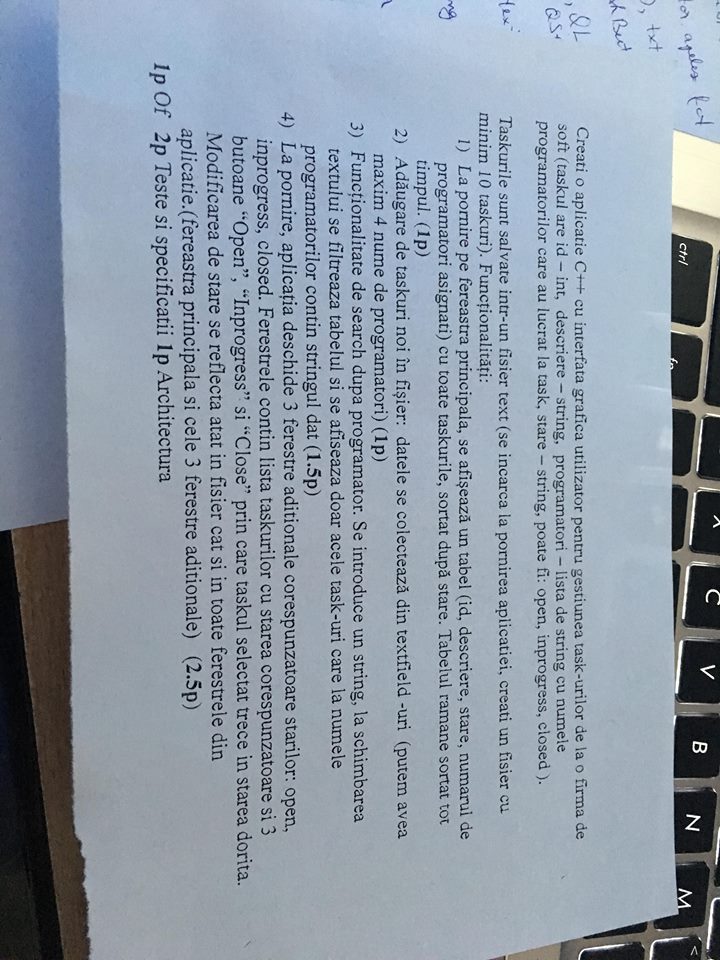 ctrl
fn
X
C
V
B
N
M
<
tor apelez fct
, txt
, QL
Creati o aplicatie C++ cu interfata grafica utilizator pentru gestiunea task-urilor de la o firma de
soft (taskul are id – int, descriere – string, programatori – lista de string cu numele
programatorilor care au lucrat la task, stare – string, poate fi: open, inprogress, closed ).
Taskurile sunt salvate intr-un fisier text (se incarca la pornirea aplicatiei, creati un fisier cu
minim 10 taskuri). Funcționalități:
1) La pornire pe fereastra principala, se afișează un tabel (id, descriere, stare, numarul de
programatori asignati) cu toate taskurile, sortat după stare. Tabelul ramane sortat tot
timpul. (1p)
2) Adăugare de taskuri noi în fișier: datele se colectează din textfield -uri (putem avea
maxim 4 nume de programatori) (1p)
3) Funcționalitate de search dupa programator. Se introduce un string, la schimbarea
textului se filtreaza tabelul si se afiseaza doar acele task-uri care la numele
programatorilor contin stringul dat (1.5p)
4) La pornire, aplicația deschide 3 ferestre aditionale corespunzatoare starilor: open,
inprogress, closed. Ferestrele contin lista taskurilor cu starea corespunzatoare si 3
butoane “Open”, “Inprogress” si “Close” prin care taskul selectat trece in starea dorita.
Modificarea de stare se reflecta atat in fisier cat si in toate ferestrele din
aplicatie.(fereastra principala si cele 3 ferestre aditionale) (2.5p)
1p Of 2p Teste si specificatii 1p Architectura